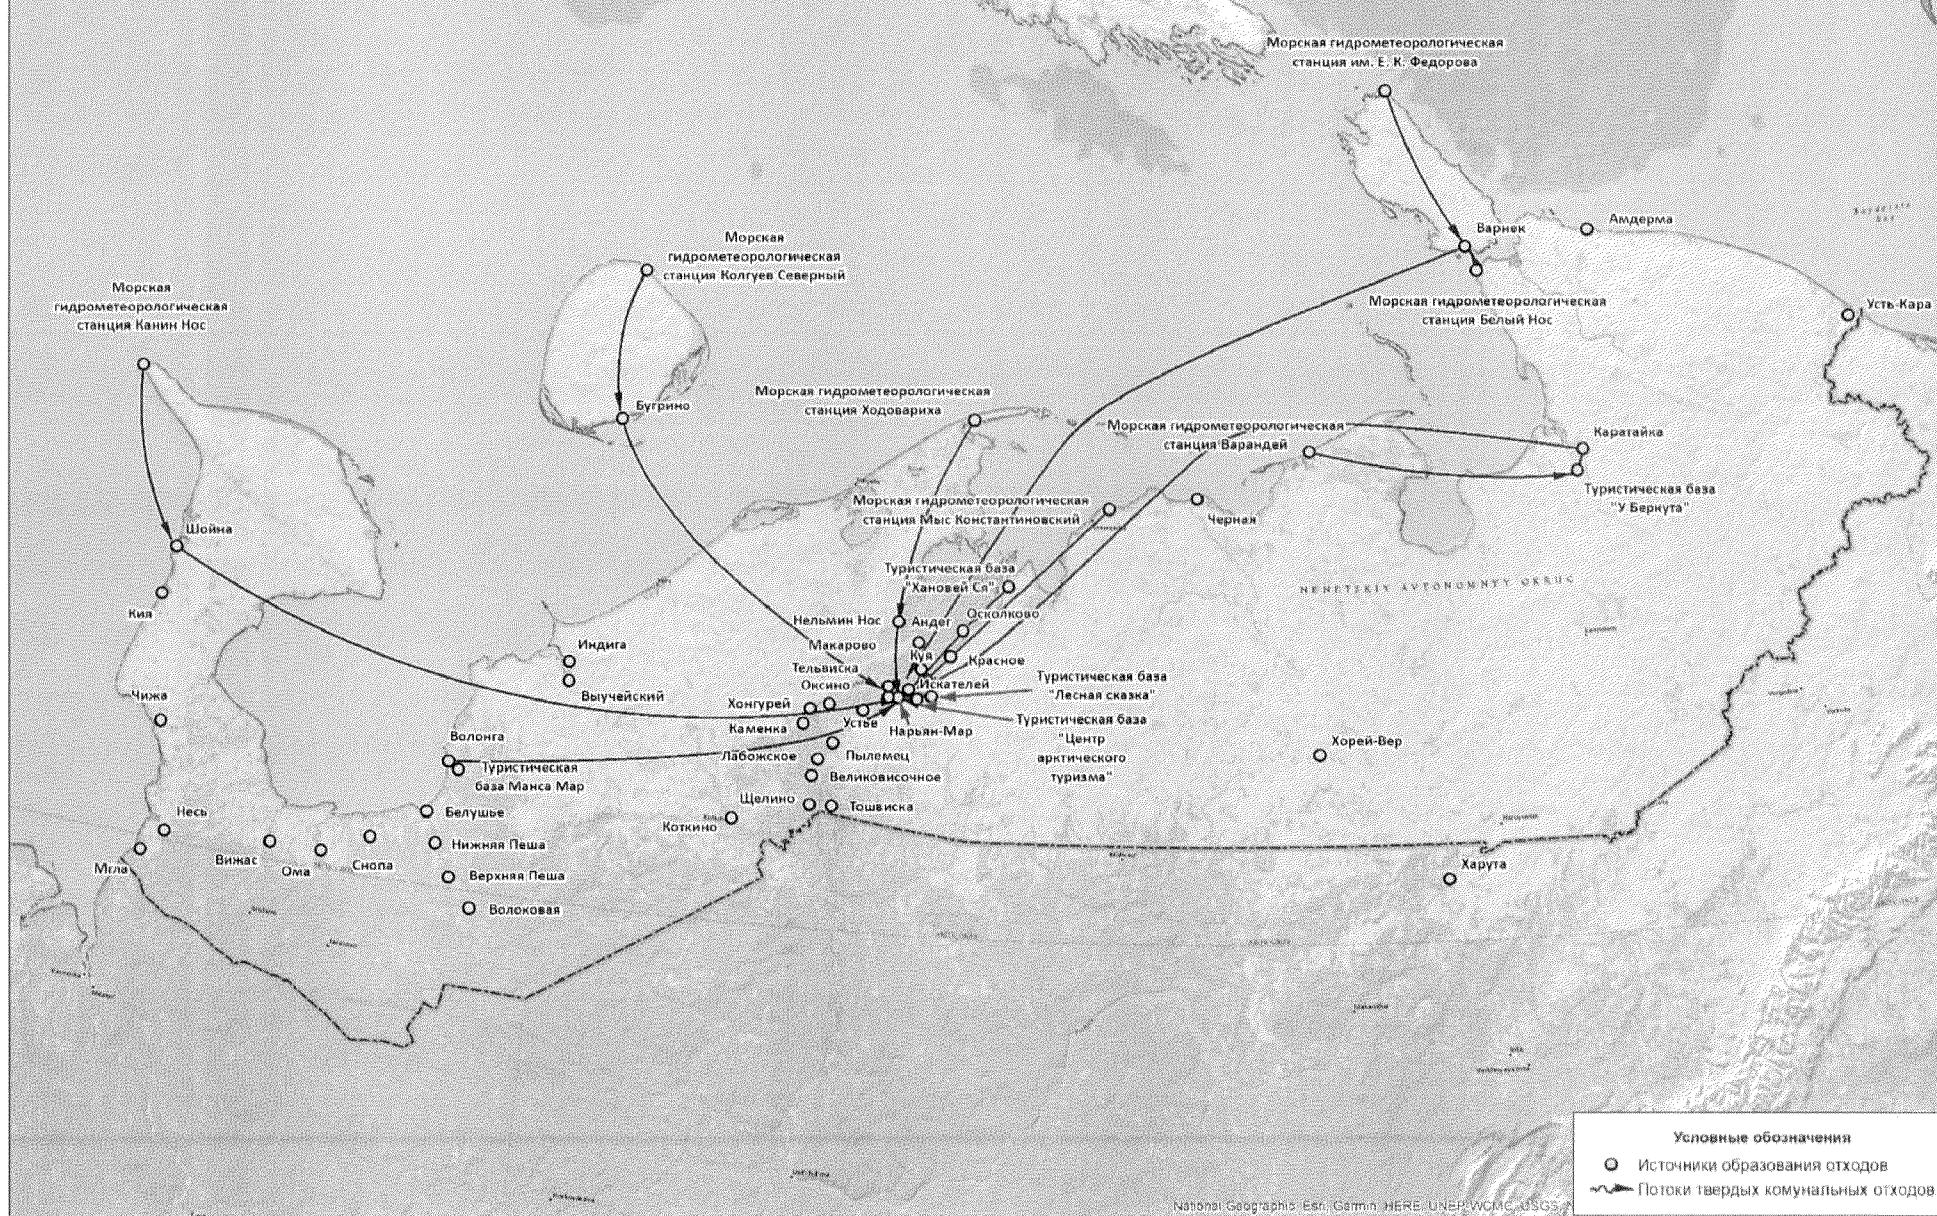 Морская гидрометеорологическая
станция им. Е. К. Федорова
Амдерма
Варнек
Морская
гидрометеорологическая
станция Колгуев Северный
Морская
гидрометеорологическая
станция Канин Нос
Морская гидрометеорологическая
станция Белый Нос
Усть-Кара
Бугрино
Морская гидрометеорологическая
станция Ходовариха
Морская гидрометеорологическая
станция Варандей
Каратайка
Туристическая база
"У Бернута"
Морская гидрометеорологическая
станция Мыс Константиновский
Черная
Шойна
Туристическая база
"Хановей Ся"
NENETSKIY AVTONOMNYY OKRUG
Кия
Нельмин Нос
Андег
Осколково
Макарово
Куя
Красное
Индига
Тельвиска
Искателей
Туристическая база
"Лесная сказка"
Выучейский
Оксино
Хонгурей
Чижа
Устье
Каменка
Нарьян-Мар
Туристическая база
"Центр
арктического
туризма"
Волонга
Хорей-Вер
Лабожское
Пылемец
Туристическая
база Манса Мар
Великовисочное
Щелино
Тошвиска
Несь
Белушье
Коткино
Нижняя Пеша
Вижас
Ома
Снопа
Мгла
Харута
Верхняя Пеша
Волоковая
Условные обозначения
Источники образования отходов
Потоки твердых комунальных отходов
National Geographic, Esri, Garmin, HERE, UNEP-WCMC, USGS, N